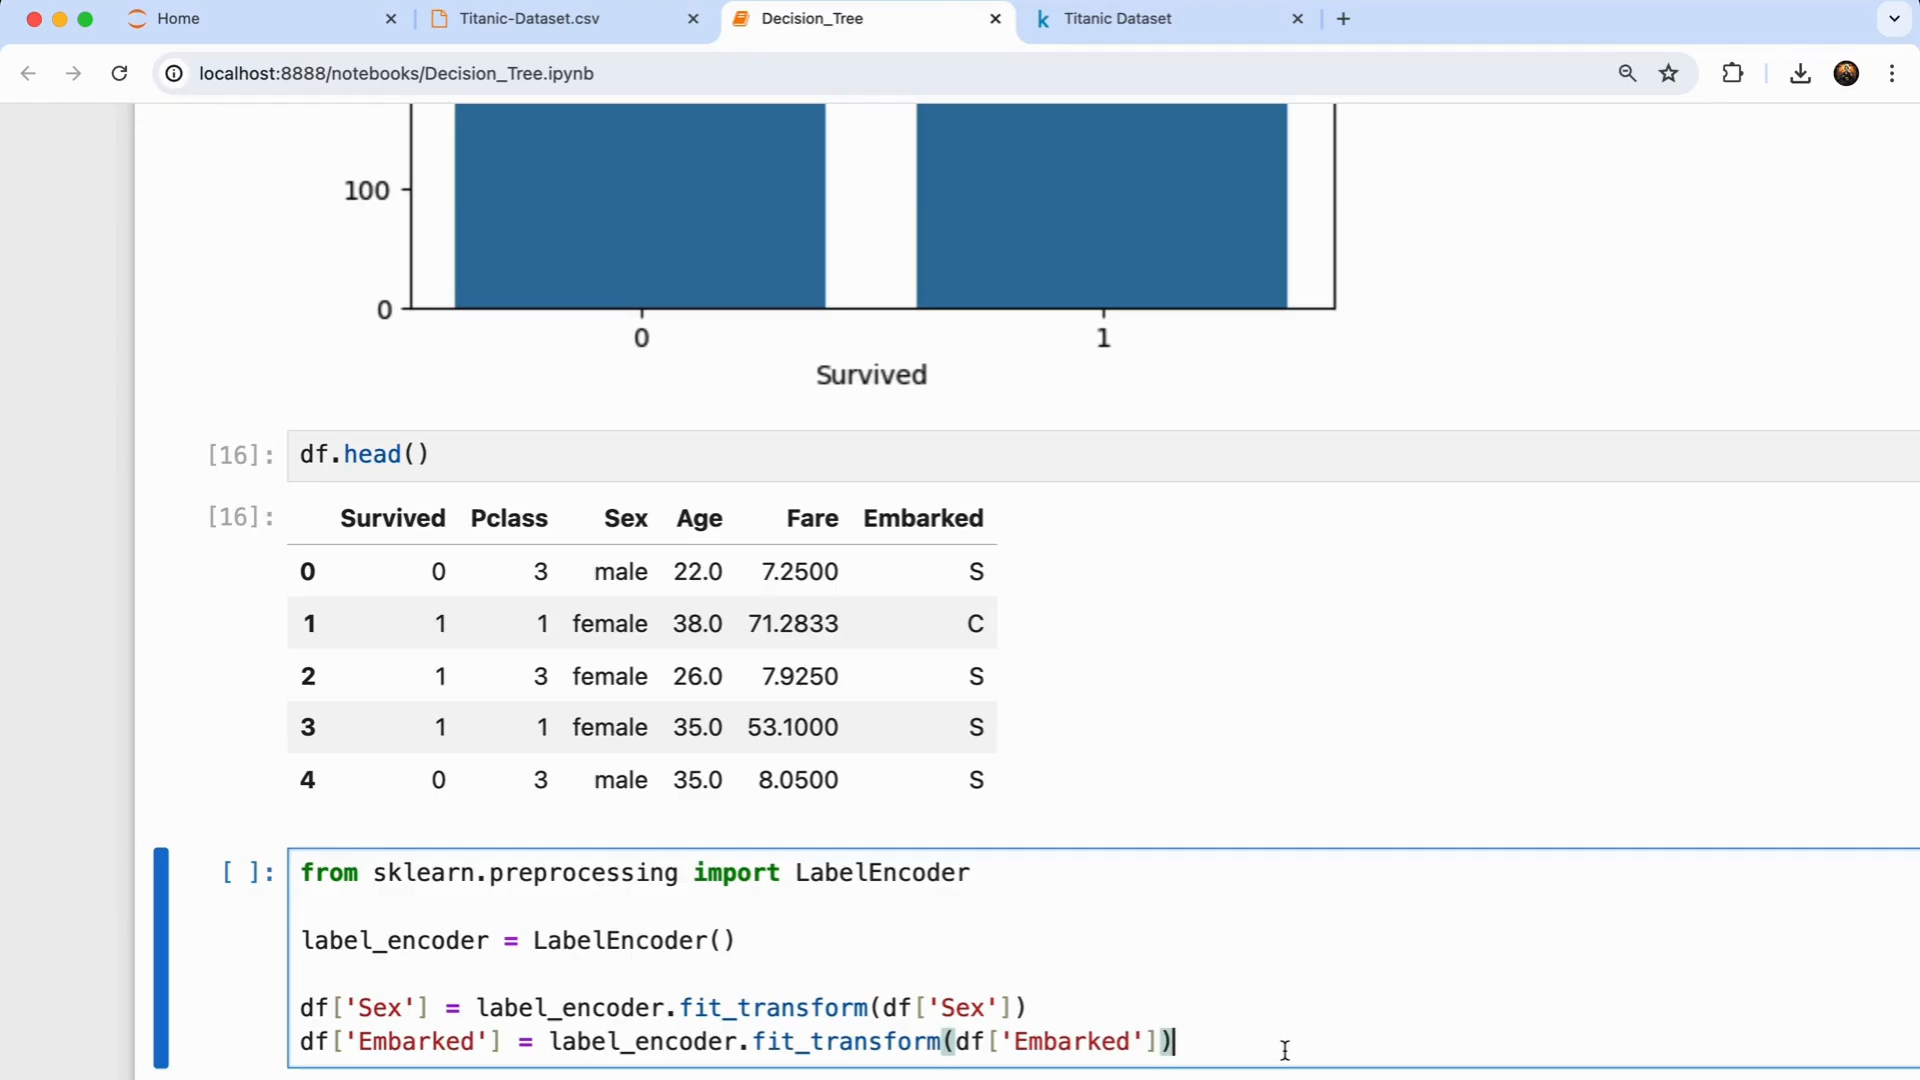 Home
Titanic-Dataset.csv
Decision_Tree
Titanic Dataset
localhost:8888/notebooks/Decision_Tree.ipynb
100
0
0 1
Survived
[16]: df.head()
[16]: Survived Pclass Sex Age Fare Embarked
0 0 3 male 22.0 7.2500 S
1 1 1 female 38.0 71.2833 C
2 1 3 female 26.0 7.9250 S
3 1 1 female 35.0 53.1000 S
4 0 3 male 35.0 8.0500 S
[ ]: from sklearn.preprocessing import LabelEncoder
label_encoder = LabelEncoder()
df['Sex'] = label_encoder.fit_transform(df['Sex'])
df['Embarked'] = label_encoder.fit_transform(df['Embarked'])